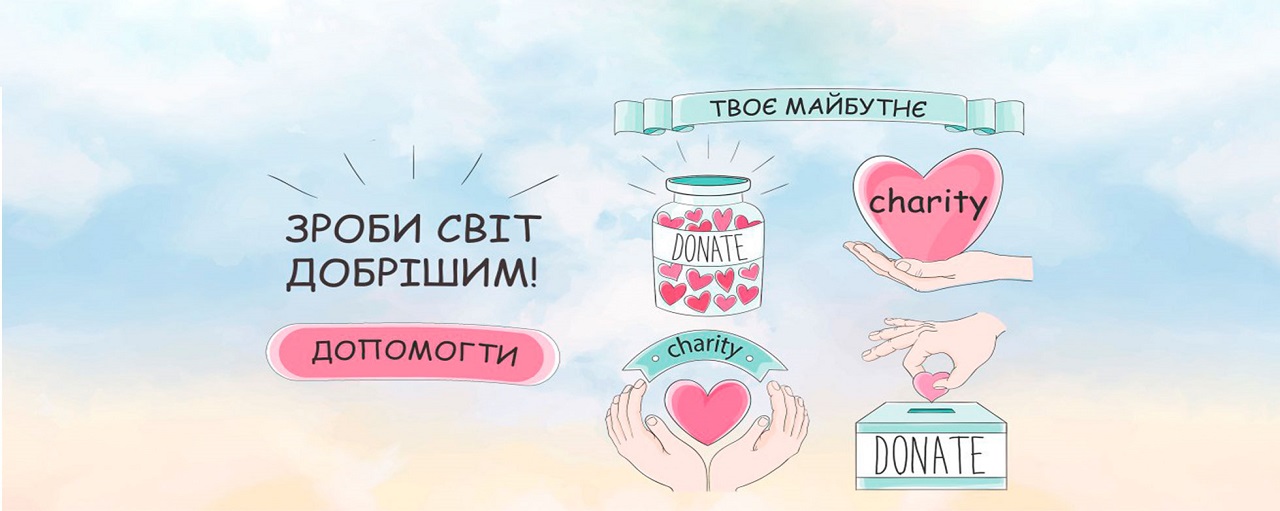 ТВОЄ МАЙБУТНЄ
ЗРОБИ СВІТ
ДОБРІШИМ!
ДОПОМОГТИ
DONATE
charity
charity
DONATE